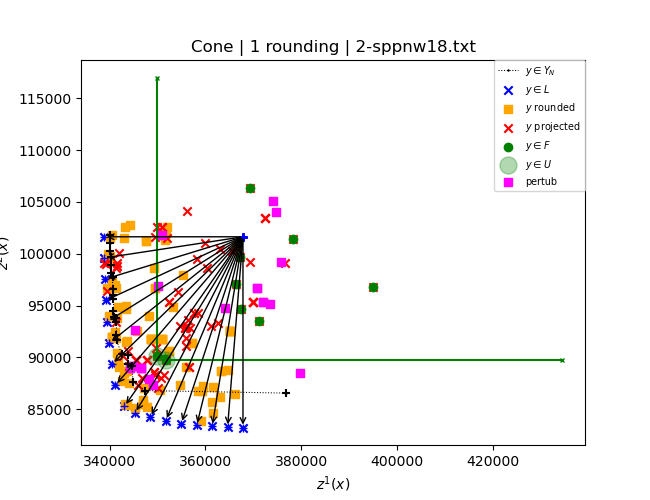 Cone | 1 rounding | 2-sppnw18.txt
y ∈ Y_N
y ∈ L
y rounded
y projected
y ∈ F
y ∈ U
pertub
115000
110000
105000
100000
95000
90000
85000
z²(x)
340000 360000 380000 400000 420000
z¹(x)